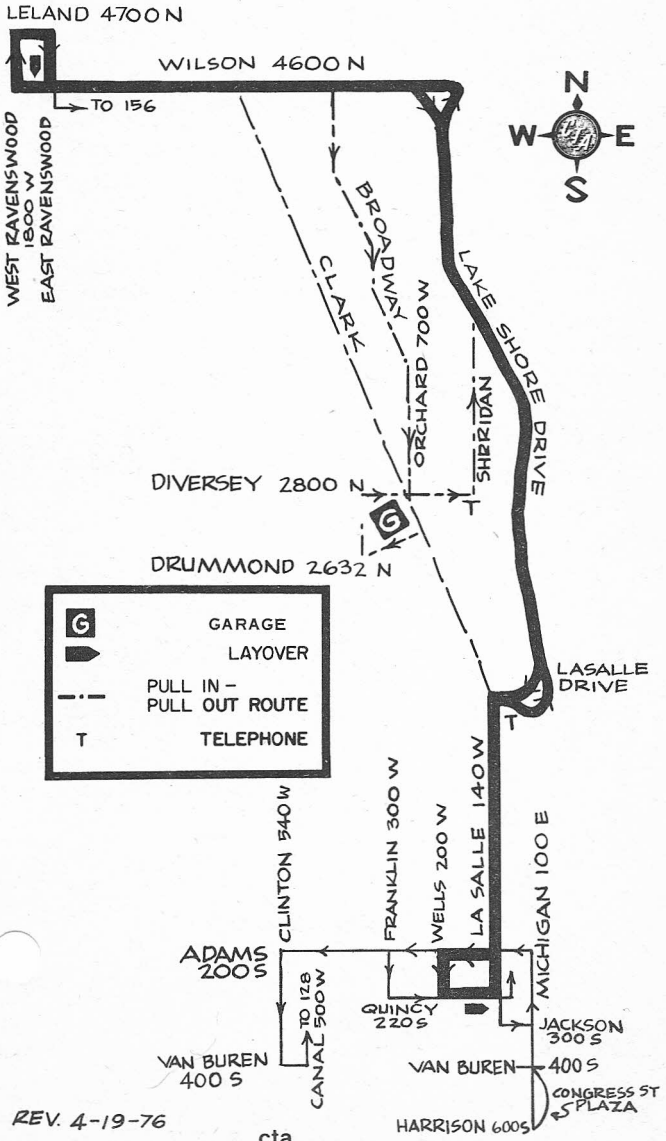 LELAND 4700 N
WILSON 4600 N
TO 156
WEST RAVENSWOOD
1800 W
EAST RAVENSWOOD
N
W
CTA
E
S
BROADWAY
CLARK
LAKE SHORE DRIVE
ORCHARD 700 W
SHERIDAN
DIVERSEY 2800 N
T
G
DRUMMOND 2632 N
G GARAGE
LAYOVER
PULL IN –
PULL OUT ROUTE
T TELEPHONE
LASALLE
DRIVE
T
CLINTON 540 W
FRANKLIN 300 W
WELLS 200 W
LA SALLE 140 W
MICHIGAN 100 E
ADAMS
200 S
TO 128
CANAL 500 W
QUINCY
220 S
JACKSON
300 S
VAN BUREN
400 S
VAN BUREN 400 S
CONGRESS ST
PLAZA
HARRISON 600 S
REV. 4-19-76
cta